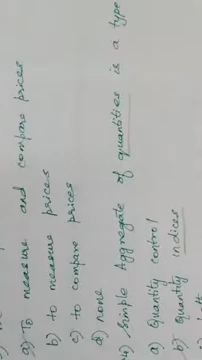 a) To measure and compare prices
b) to measure prices
c) to compare prices
d) none
4) Simple Aggregate of quantities is a type
a) Quantity control
b) Quantity indices